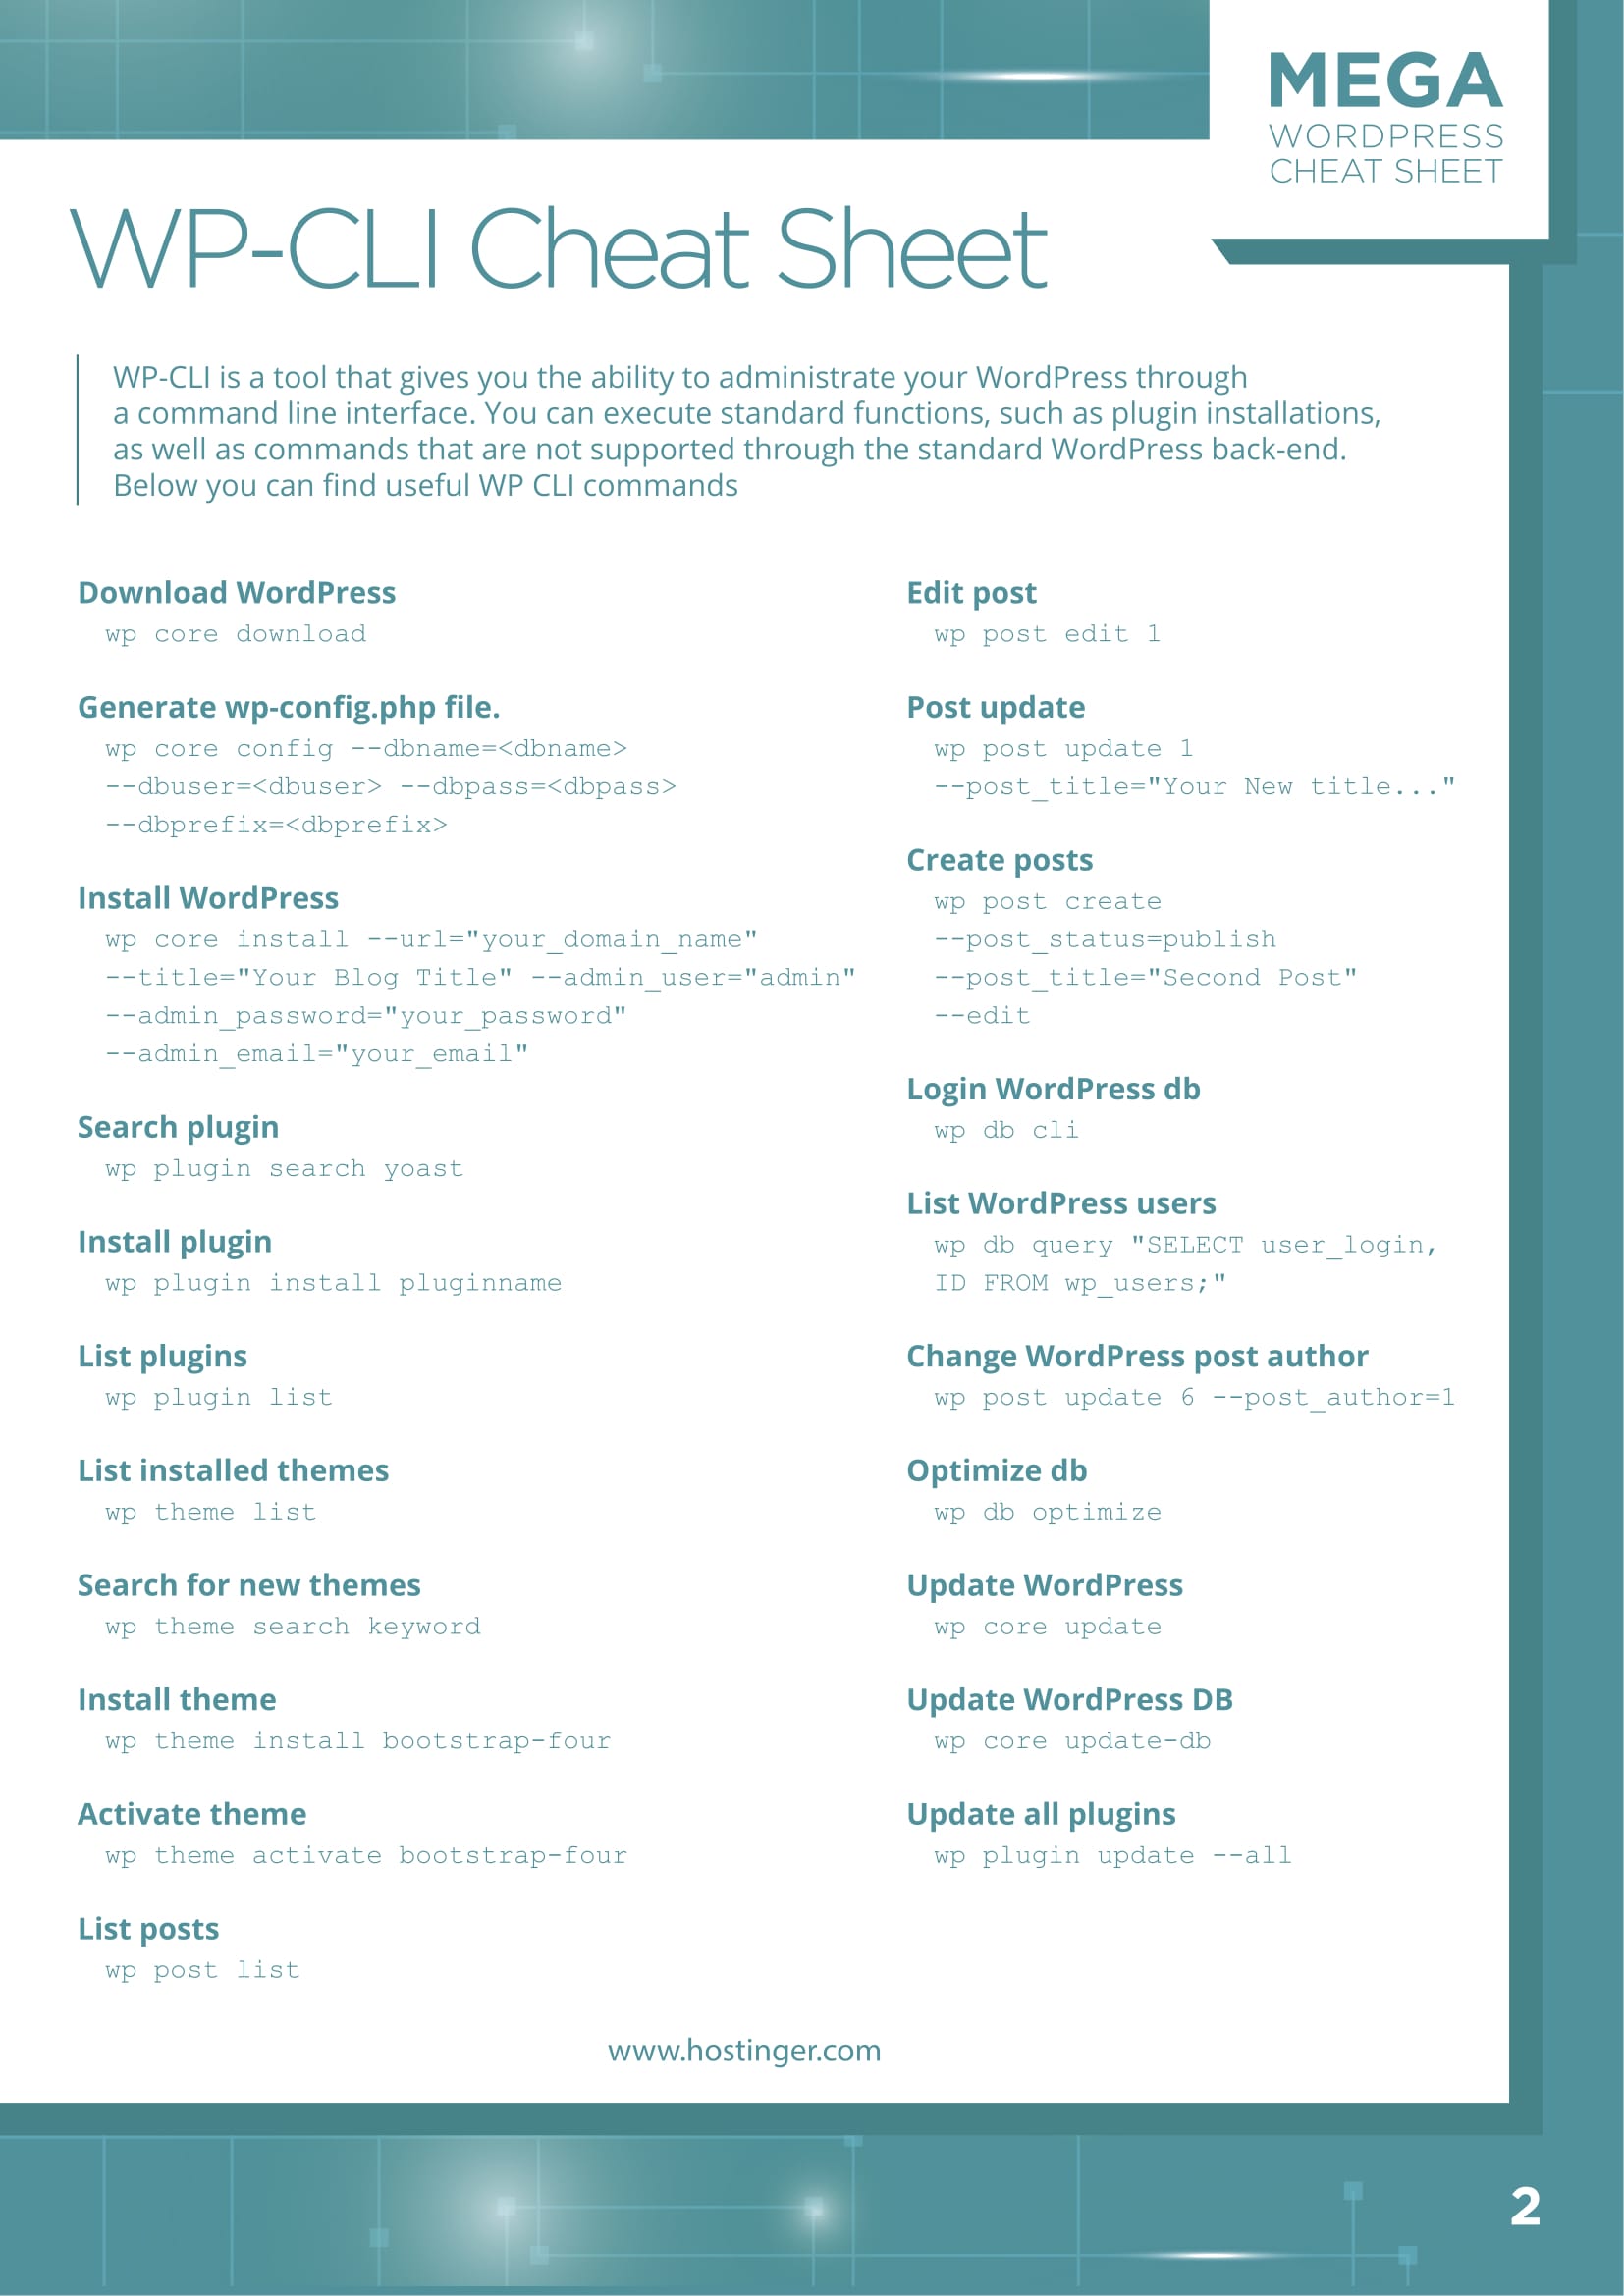 MEGA
WORDPRESS
CHEAT SHEET
WP-CLI Cheat Sheet
WP-CLI is a tool that gives you the ability to administrate your WordPress through
a command line interface. You can execute standard functions, such as plugin installations,
as well as commands that are not supported through the standard WordPress back-end.
Below you can find useful WP CLI commands
Download WordPress
wp core download
Generate wp-config.php file.
wp core config --dbname=<dbname>
--dbuser=<dbuser> --dbpass=<dbpass>
--dbprefix=<dbprefix>
Install WordPress
wp core install --url="your_domain_name"
--title="Your Blog Title" --admin_user="admin"
--admin_password="your_password"
--admin_email="your_email"
Search plugin
wp plugin search yoast
Install plugin
wp plugin install pluginname
List plugins
wp plugin list
List installed themes
wp theme list
Search for new themes
wp theme search keyword
Install theme
wp theme install bootstrap-four
Activate theme
wp theme activate bootstrap-four
List posts
wp post list
Edit post
wp post edit 1
Post update
wp post update 1
--post_title="Your New title..."
Create posts
wp post create
--post_status=publish
--post_title="Second Post"
--edit
Login WordPress db
wp db cli
List WordPress users
wp db query "SELECT user_login,
ID FROM wp_users;"
Change WordPress post author
wp post update 6 --post_author=1
Optimize db
wp db optimize
Update WordPress
wp core update
Update WordPress DB
wp core update-db
Update all plugins
wp plugin update --all
www.hostinger.com
2